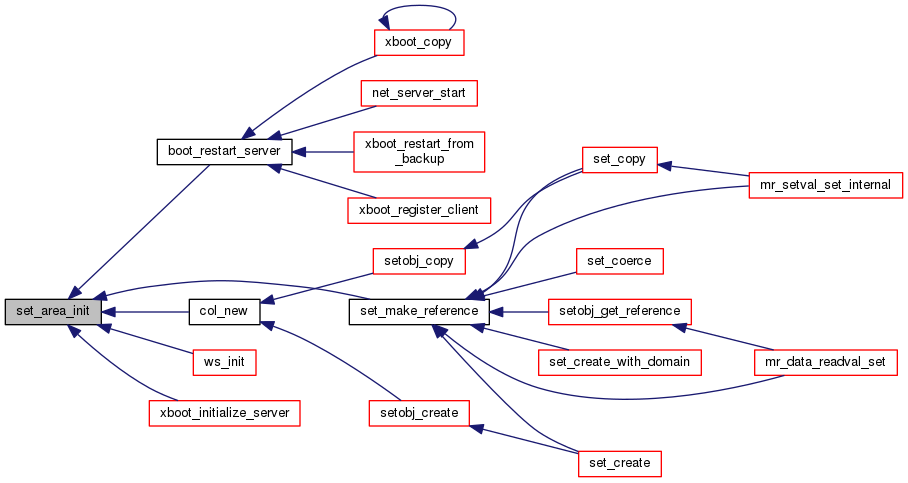 xboot_copy
net_server_start
boot_restart_server
xboot_restart_from
_backup
set_copy
mr_setval_set_internal
xboot_register_client
setobj_copy
set_coerce
set_area_init
col_new
set_make_reference
setobj_get_reference
ws_init
set_create_with_domain
mr_data_readval_set
xboot_initialize_server
setobj_create
set_create